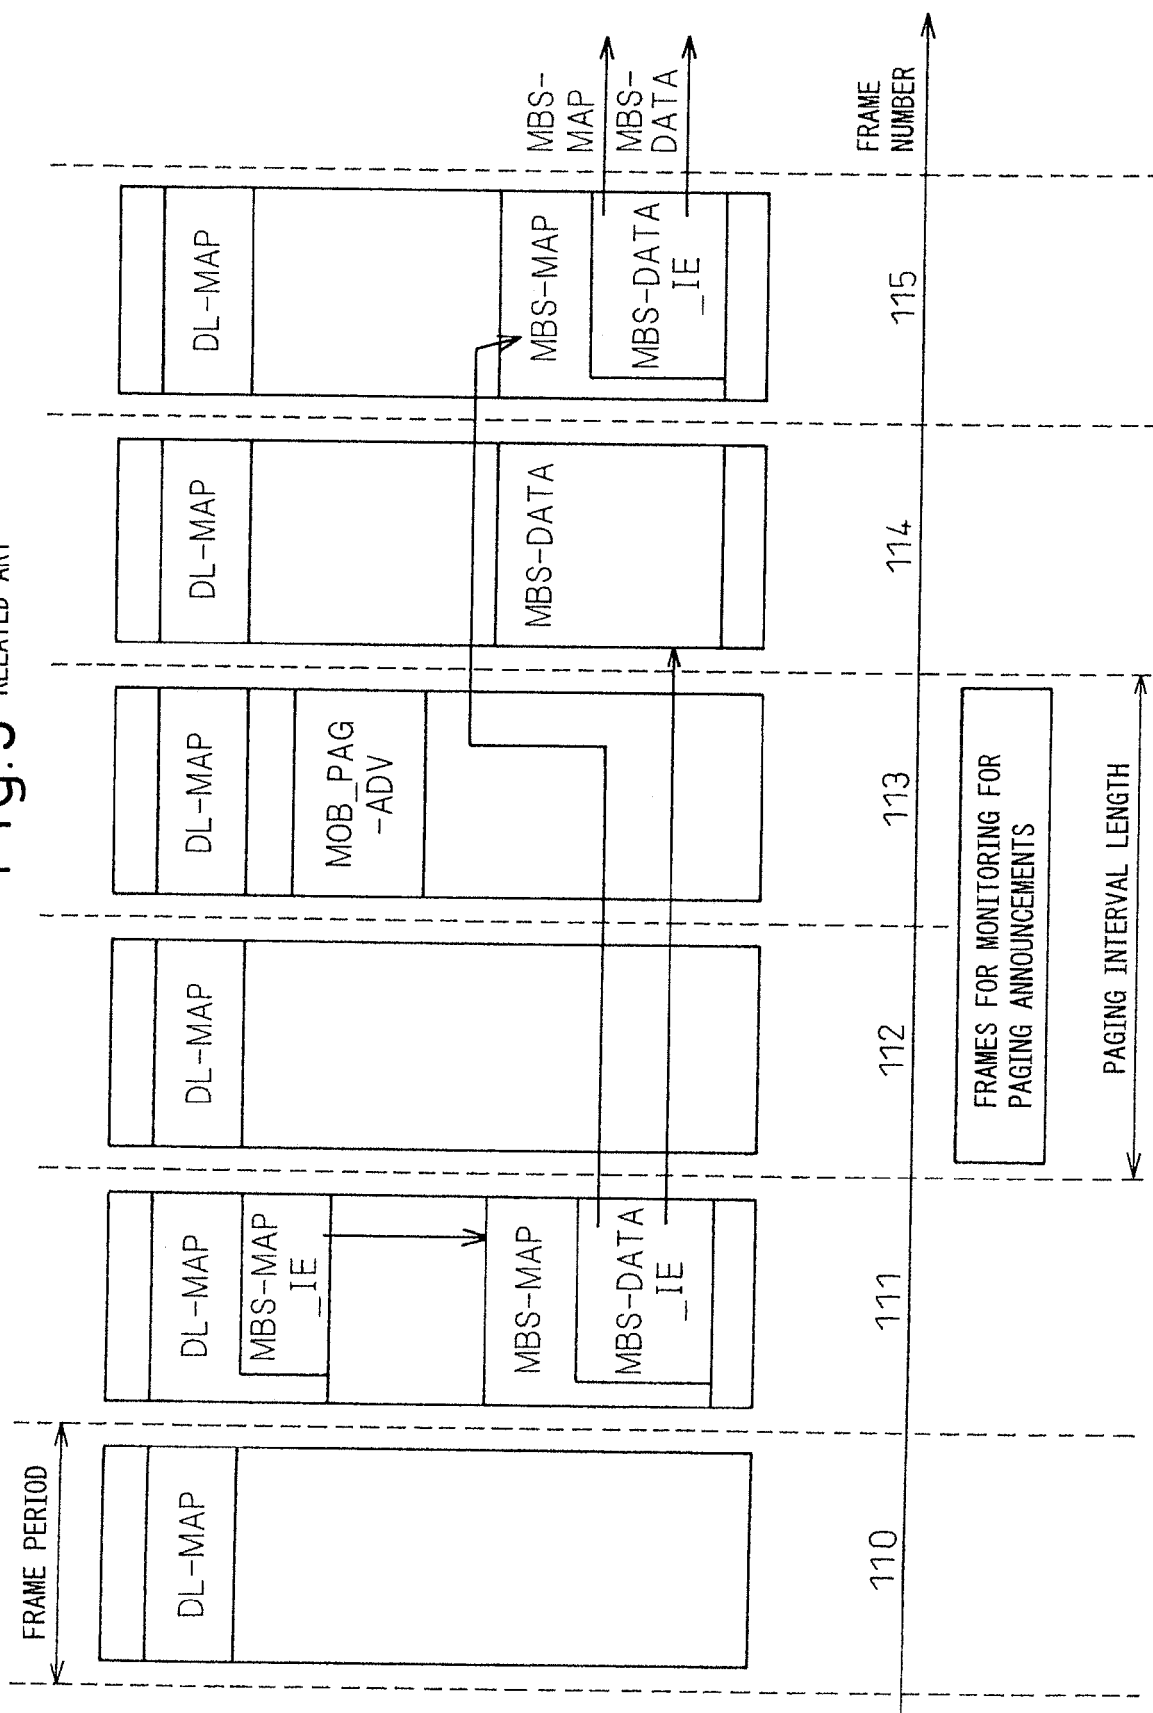 RELATED ART
FRAME PERIOD
DL-MAP
DL-MAP
MBS-MAP
_IE
MBS-MAP
MBS-DATA
_IE
DL-MAP
DL-MAP
MOB_PAG
-ADV
DL-MAP
MBS-DATA
DL-MAP
MBS-MAP
MBS-DATA
_IE
MBS-
MAP
MBS-
DATA
110
111
112
113
114
115
FRAME
NUMBER
FRAMES FOR MONITORING FOR
PAGING ANNOUNCEMENTS
PAGING INTERVAL LENGTH